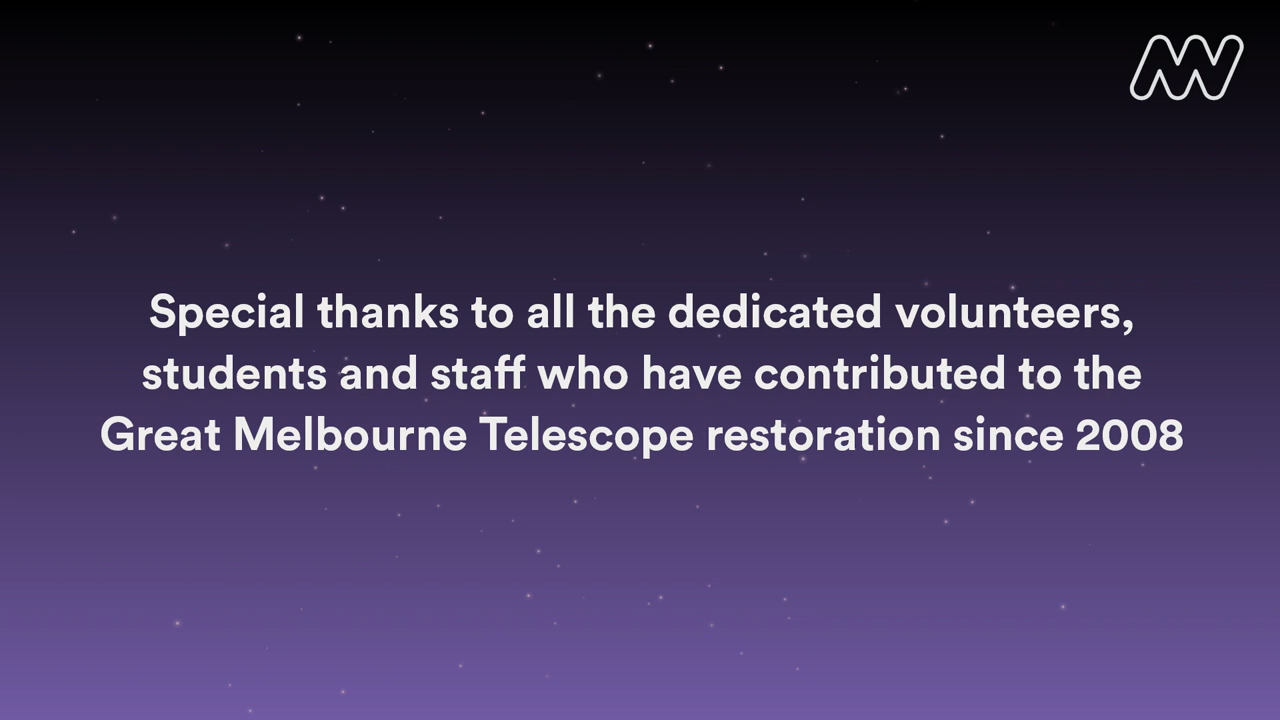 Special thanks to all the dedicated volunteers,
students and staff who have contributed to the
Great Melbourne Telescope restoration since 2008